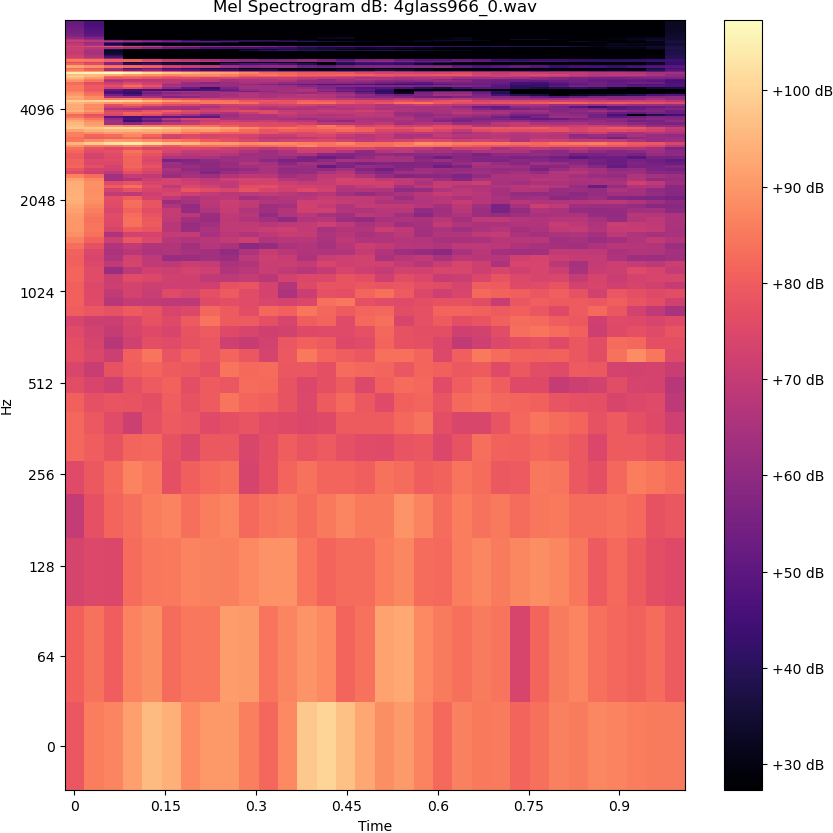 Mel Spectrogram dB: 4glass966_0.wav
+100 dB
4096
+90 dB
2048
+80 dB
1024
+70 dB
512
Hz
+60 dB
256
+50 dB
128
+40 dB
64
0
+30 dB
0 0.15 0.3 0.45 0.6 0.75 0.9
Time